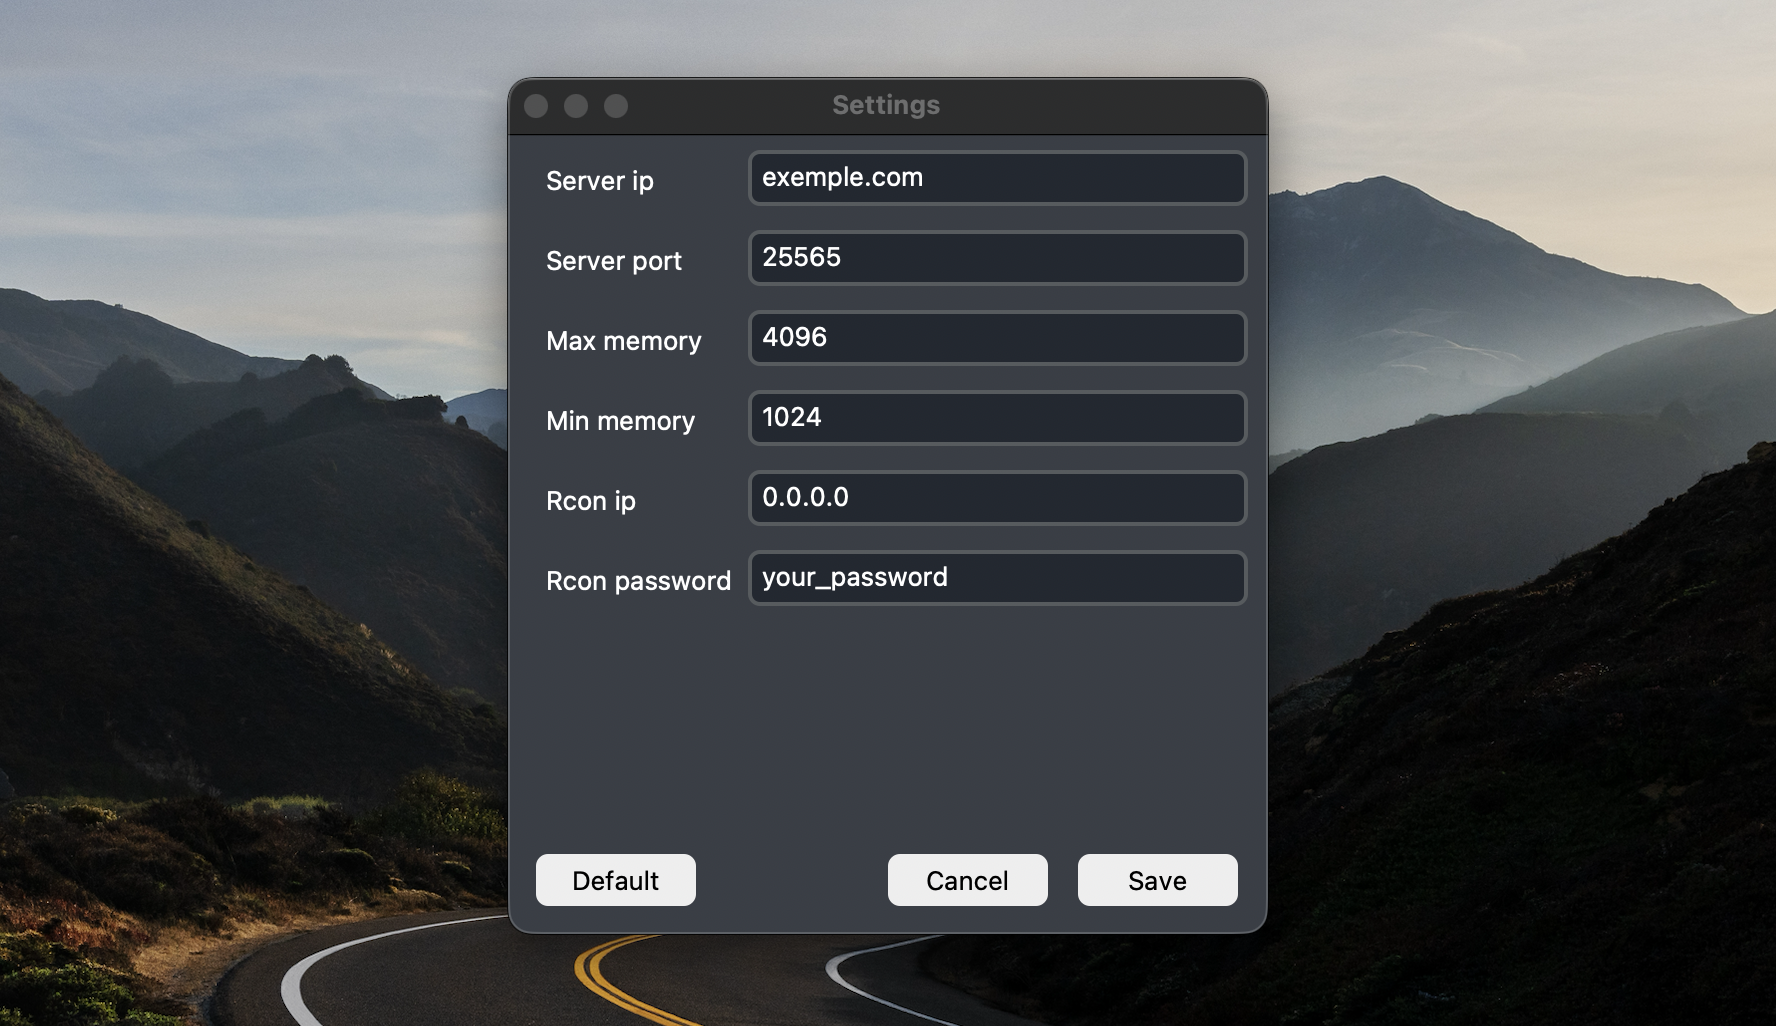 Settings
Server ip exemple.com
Server port 25565
Max memory 4096
Min memory 1024
Rcon ip 0.0.0.0
Rcon password your_password
Default Cancel Save